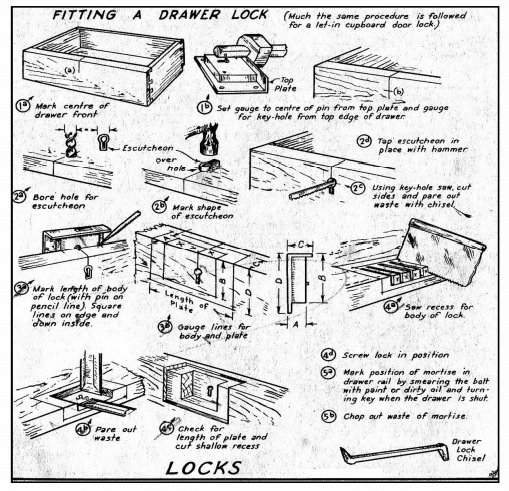 FITTING A DRAWER LOCK (Much the same procedure is followed
for a let-in cupboard door lock.)
(a)
1a Mark centre of
drawer front
Top
Plate
1b Set gauge to centre of pin from top plate and gauge
for key-hole from top edge of drawer.
(b)
Escutcheon
over
hole
2a Bore hole for
escutcheon
2b Mark shape
of escutcheon
2d Tap escutcheon in
place with hammer
2c Using key-hole saw, cut
sides and pare out
waste with chisel.
3a Mark length of body
of lock (with pin on
pencil line). Square
lines on edge and
down inside.
Length of
Plate
B
D
C
3b Gauge lines for
body and plate
C
D
B
A
4a Saw recess for
body of lock.
4b Pare out
waste
4c Check for
length of plate and
cut shallow recess
4d Screw lock in position
5a Mark position of mortise in
drawer rail by smearing the bolt
with paint or dirty oil and turn-
ing key when the drawer is shut.
5b Chop out waste of mortise.
Drawer
Lock
Chisel
LOCKS